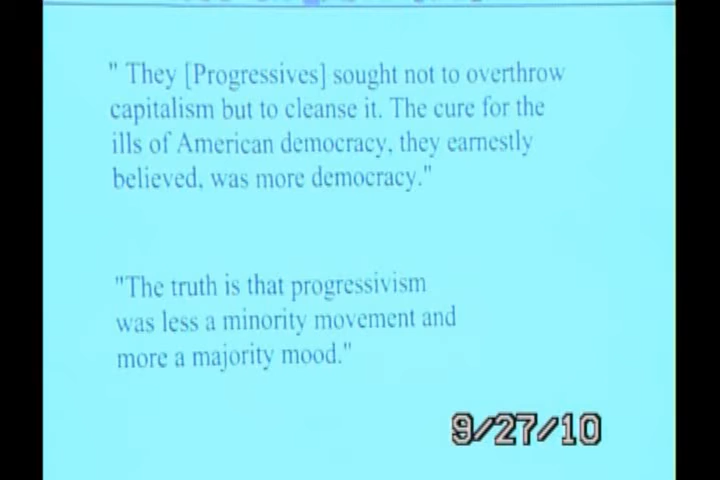 " They [Progressives] sought not to overthrow
capitalism but to cleanse it. The cure for the
ills of American democracy, they earnestly
believed, was more democracy."
"The truth is that progressivism
was less a minority movement and
more a majority mood."
9/27/10